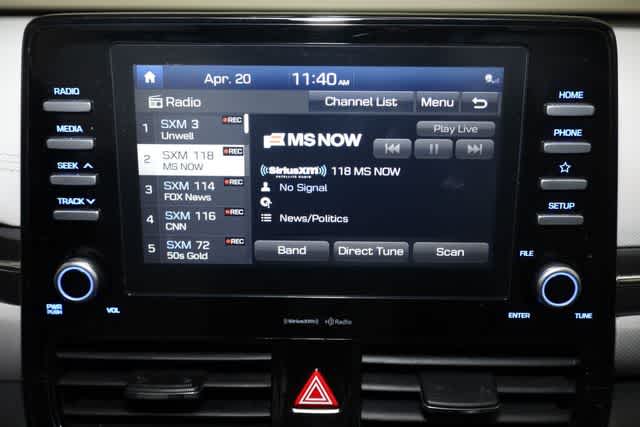 Apr. 20 11:40 AM
Radio Channel List Menu
1 SXM 3 REC
Unwell
2 SXM 118 REC
MS NOW
3 SXM 114 REC
FOX News
4 SXM 116 REC
CNN
5 SXM 72 REC
50s Gold
Play Live
MS NOW
SiriusXM 118 MS NOW
SATELLITE RADIO
No Signal
News/Politics
Band Direct Tune Scan
RADIO
MEDIA
SEEK
TRACK
PWR
PUSH
VOL
HOME
PHONE
SETUP
FILE
ENTER
TUNE
SiriusXM HD Radio